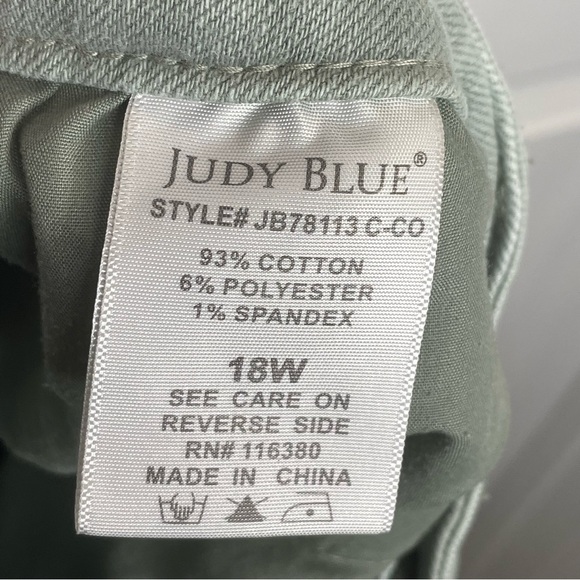 JUDY BLUE®
STYLE# JB78113 C-CO
93% COTTON
6% POLYESTER
1% SPANDEX
18W
SEE CARE ON
REVERSE SIDE
RN# 116380
MADE IN CHINA